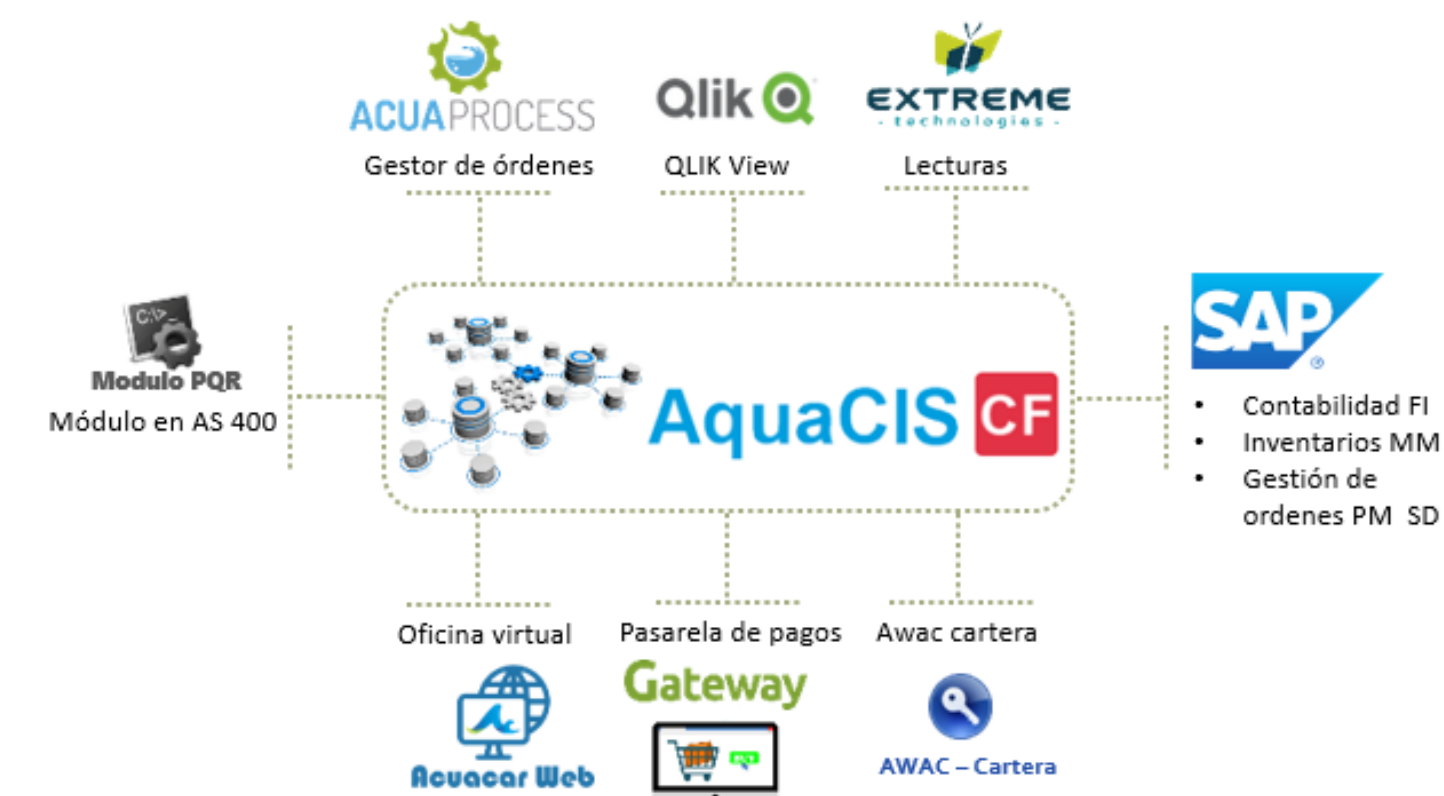 ACUAPROCESS
Qlik Q
EXTREME
- technologies -
Gestor de órdenes
QLIK View
Lecturas
C:\>
Modulo PQR
Módulo en AS 400
AquaCIS CF
SAP
®
• Contabilidad FI
• Inventarios MM
• Gestión de
ordenes PM SD
Oficina virtual
Pasarela de pagos
Awac cartera
Gateway
Acuacar Web
AWAC – Cartera